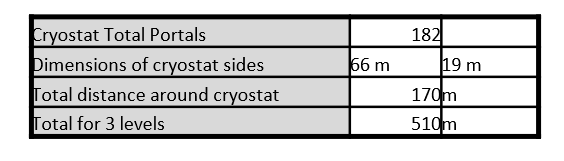 Cryostat Total Portals 182
Dimensions of cryostat sides 66 m 19 m
Total distance around cryostat 170 m
Total for 3 levels 510 m